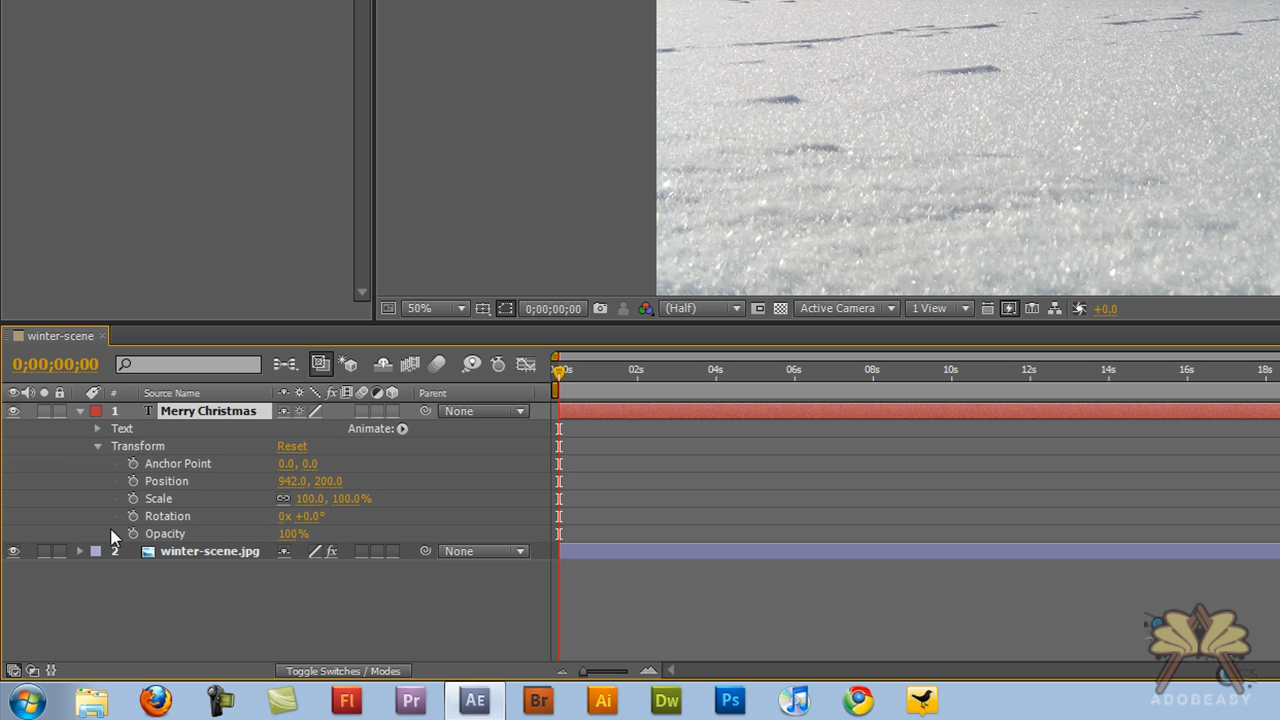 50%
0;00;00;00
(Half)
Active Camera
1 View
+0.0
winter-scene
0;00;00;00
# Source Name
fx
Parent
00s 02s 04s 06s 08s 10s 12s 14s 16s 18s
1 T Merry Christmas None
Text Animate:
Transform Reset
Anchor Point 0.0, 0.0
Position 942.0, 200.0
Scale 100.0, 100.0%
Rotation 0x +0.0°
Opacity 100%
2 winter-scene.jpg fx None
Toggle Switches / Modes
ADOBEASY
Fl Pr AE Br Ai Dw Ps